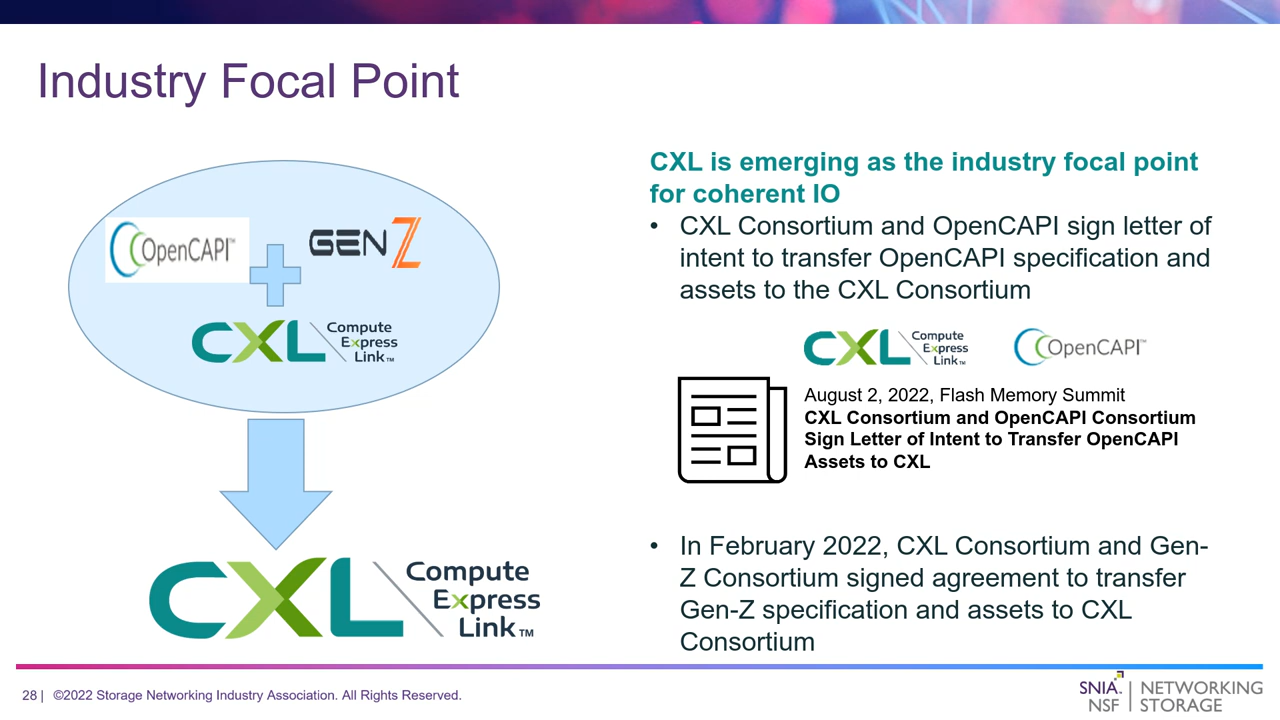 Industry Focal Point
OpenCAPI™
GEN Z
CXL Compute
Express
Link™
CXL Compute
Express
Link™
CXL is emerging as the industry focal point
for coherent IO
• CXL Consortium and OpenCAPI sign letter of
intent to transfer OpenCAPI specification and
assets to the CXL Consortium
CXL Compute
Express
Link™
OpenCAPI™
August 2, 2022, Flash Memory Summit
CXL Consortium and OpenCAPI Consortium
Sign Letter of Intent to Transfer OpenCAPI
Assets to CXL
• In February 2022, CXL Consortium and Gen-
Z Consortium signed agreement to transfer
Gen-Z specification and assets to CXL
Consortium
28 | ©2022 Storage Networking Industry Association. All Rights Reserved.
SNIA. | NETWORKING
NSF | STORAGE